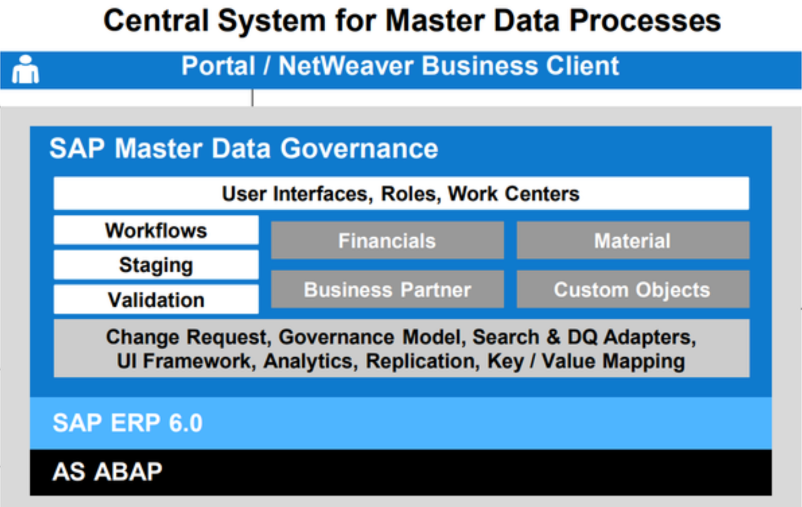 Central System for Master Data Processes
Portal / NetWeaver Business Client
SAP Master Data Governance
User Interfaces, Roles, Work Centers
Workflows
Staging
Validation
Financials
Material
Business Partner
Custom Objects
Change Request, Governance Model, Search & DQ Adapters,
UI Framework, Analytics, Replication, Key / Value Mapping
SAP ERP 6.0
AS ABAP